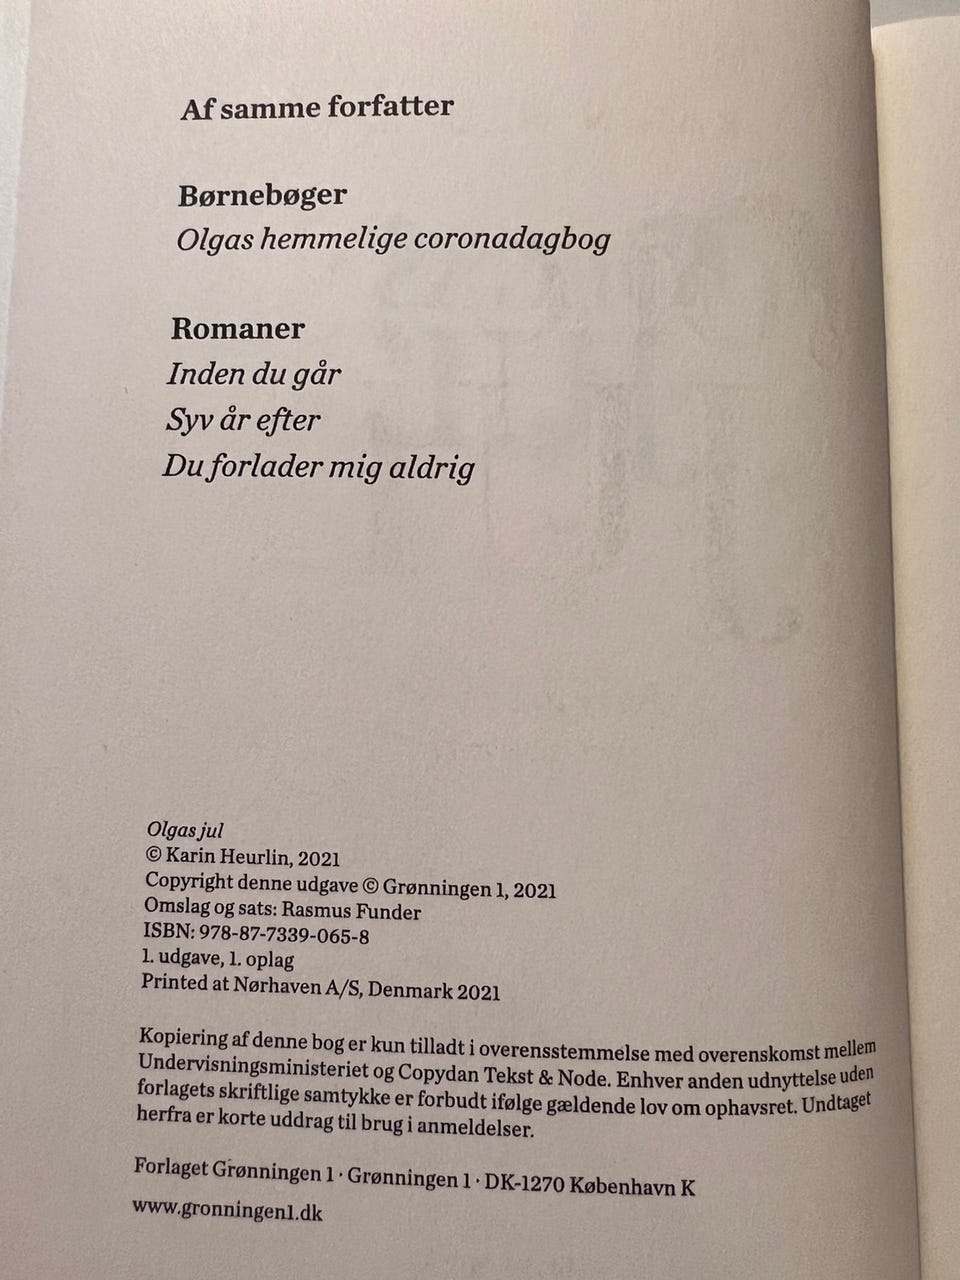 Af samme forfatter
Børnebøger
Olgas hemmelige coronadagbog
Romaner
Inden du går
Syv år efter
Du forlader mig aldrig
Olgas jul
© Karin Heurlin, 2021
Copyright denne udgave © Grønningen 1, 2021
Omslag og sats: Rasmus Funder
ISBN: 978-87-7339-065-8
1. udgave, 1. oplag
Printed at Nørhaven A/S, Denmark 2021
Kopiering af denne bog er kun tilladt i overensstemmelse med overenskomst mellem
Undervisningsministeriet og Copydan Tekst & Node. Enhver anden udnyttelse uden
forlagets skriftlige samtykke er forbudt ifølge gældende lov om ophavsret. Undtaget
herfra er korte uddrag til brug i anmeldelser.
Forlaget Grønningen 1 · Grønningen 1 · DK-1270 København K
www.gronningen1.dk